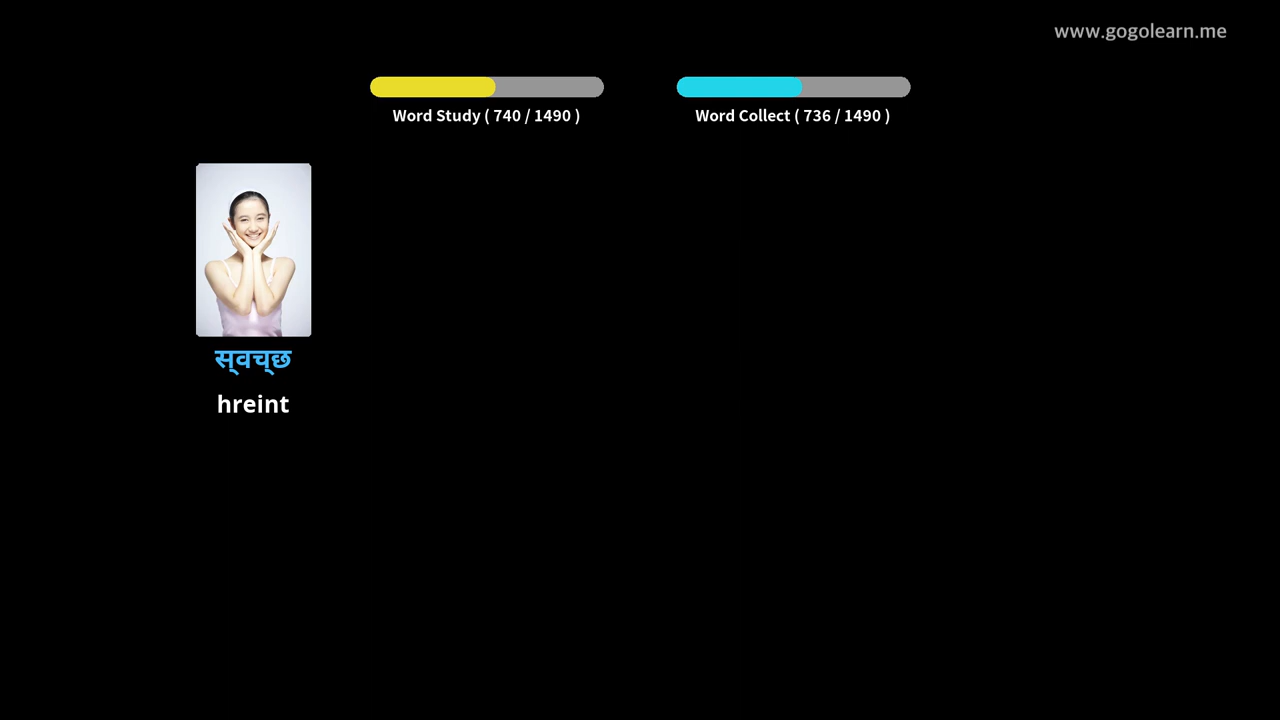 www.gogolearn.me
Word Study ( 740 / 1490 )
Word Collect ( 736 / 1490 )
स्वच्छ
hreint